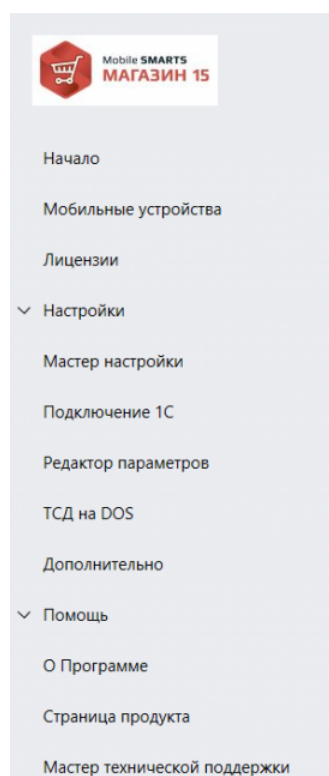 Mobile SMARTS
МАГАЗИН 15
Начало
Мобильные устройства
Лицензии
Настройки
Мастер настройки
Подключение 1С
Редактор параметров
ТСД на DOS
Дополнительно
Помощь
О Программе
Страница продукта
Мастер технической поддержки